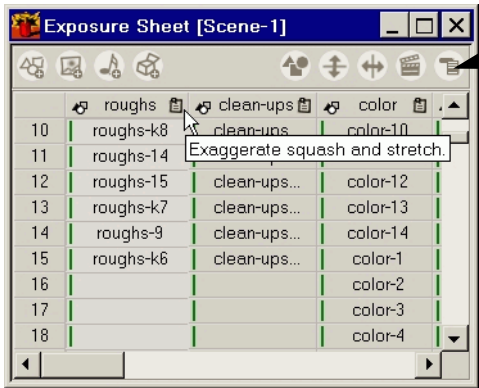 Exposure Sheet [Scene-1]
roughs clean-ups color
10 roughs-k8 clean-ups... color-10
11 roughs-14
Exaggerate squash and stretch.
12 roughs-15 clean-ups... color-12
13 roughs-k7 clean-ups... color-13
14 roughs-9 clean-ups... color-14
15 roughs-k6 clean-ups... color-1
16 color-2
17 color-3
18 color-4